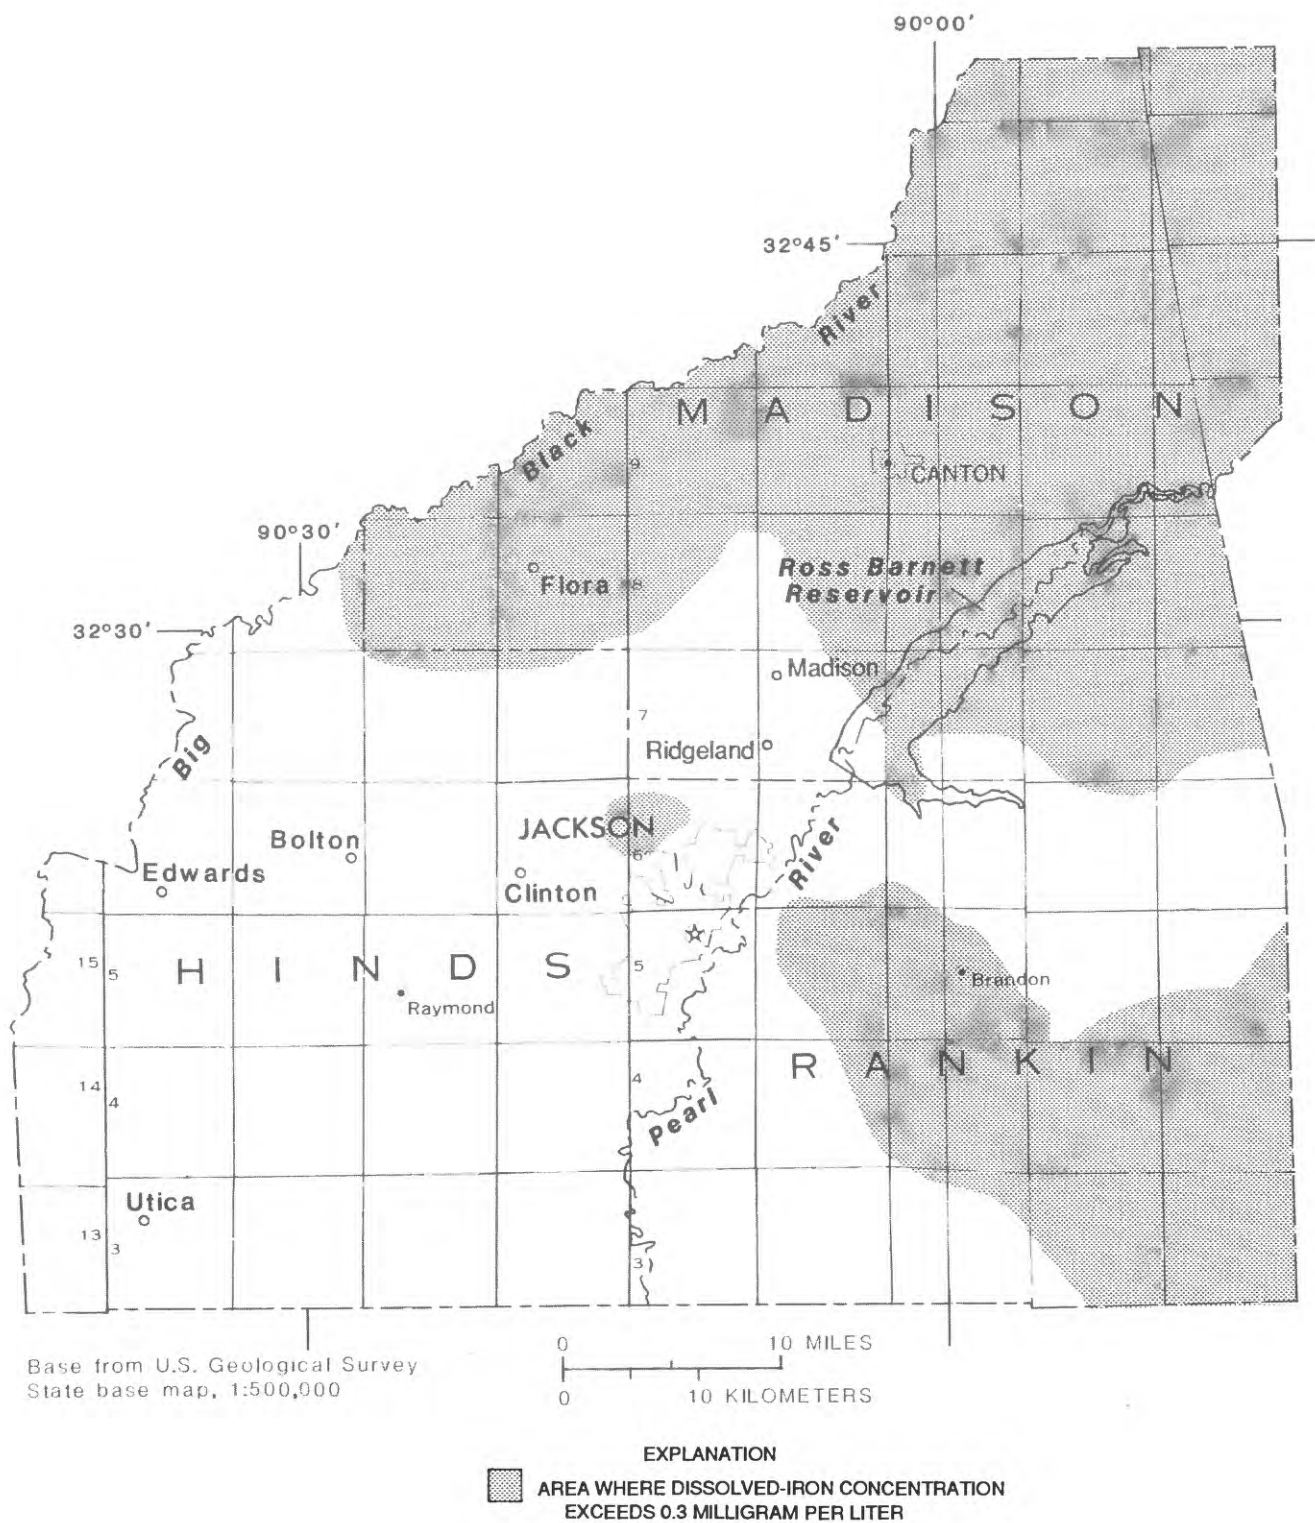 90°00'
32°45'
River
MADISON
Black
9
CANTON
90°30'
Flora
8
Ross Barnett
Reservoir
32°30'
Madison
7
Big
Ridgeland
JACKSON
Bolton
6
River
Edwards
Clinton
15
5
HINDS
5
Brandon
Raymond
RANKIN
14
4
4
Pearl
Utica
13
3
3
0 10 MILES
0 10 KILOMETERS
Base from U.S. Geological Survey
State base map, 1:500,000
EXPLANATION
AREA WHERE DISSOLVED-IRON CONCENTRATION
EXCEEDS 0.3 MILLIGRAM PER LITER